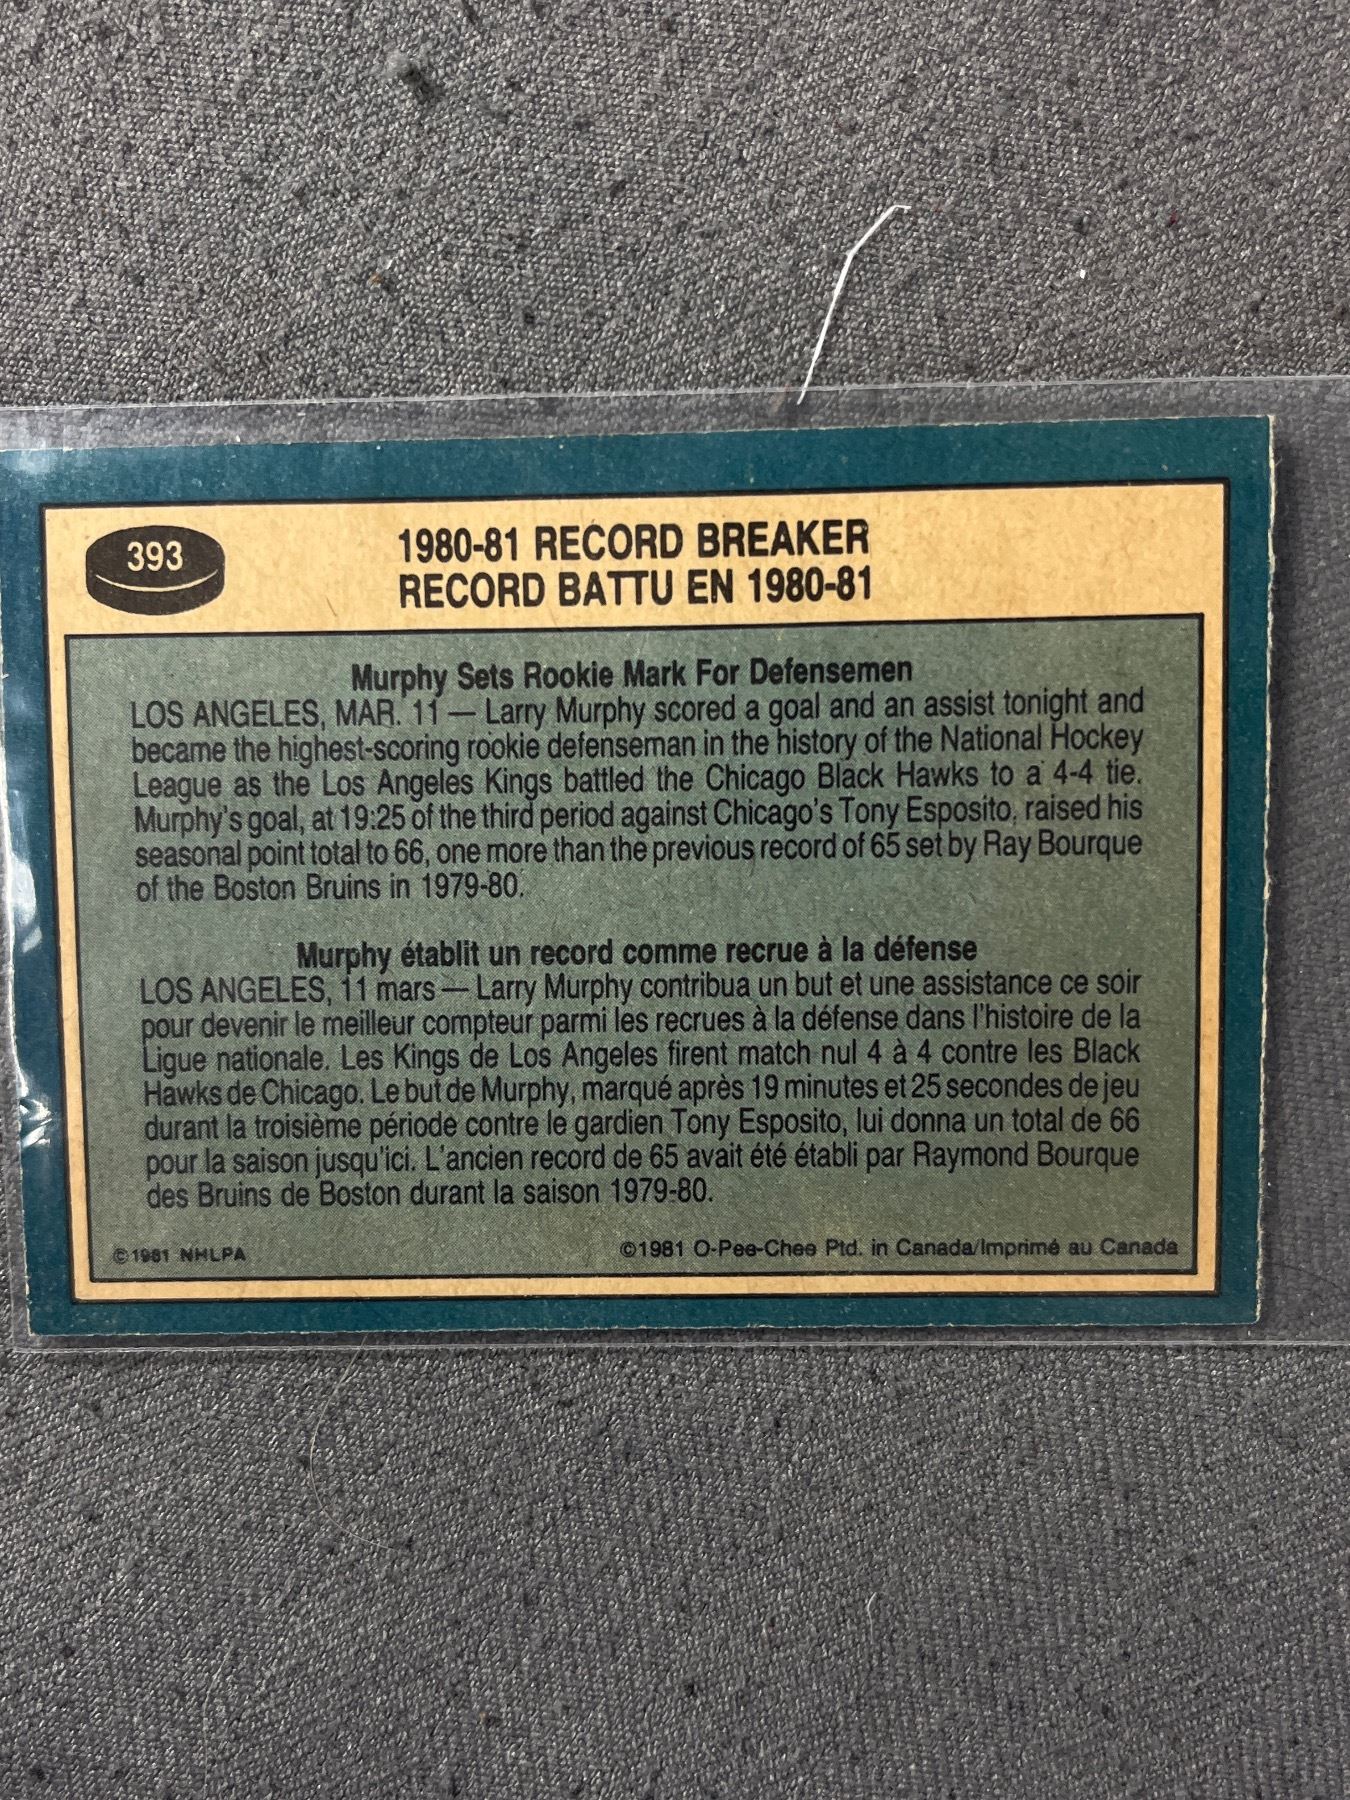 393
1980-81 RECORD BREAKER
RECORD BATTU EN 1980-81
Murphy Sets Rookie Mark For Defensemen
LOS ANGELES, MAR. 11 — Larry Murphy scored a goal and an assist tonight and
became the highest-scoring rookie defenseman in the history of the National Hockey
League as the Los Angeles Kings battled the Chicago Black Hawks to a 4-4 tie.
Murphy's goal, at 19:25 of the third period against Chicago's Tony Esposito, raised his
seasonal point total to 66, one more than the previous record of 65 set by Ray Bourque
of the Boston Bruins in 1979-80.
Murphy établit un record comme recrue à la défense
LOS ANGELES, 11 mars — Larry Murphy contribua un but et une assistance ce soir
pour devenir le meilleur compteur parmi les recrues à la défense dans l'histoire de la
Ligue nationale. Les Kings de Los Angeles firent match nul 4 à 4 contre les Black
Hawks de Chicago. Le but de Murphy, marqué après 19 minutes et 25 secondes de jeu
durant la troisième période contre le gardien Tony Esposito, lui donna un total de 66
pour la saison jusqu'ici. L'ancien record de 65 avait été établi par Raymond Bourque
des Bruins de Boston durant la saison 1979-80.
©1981 NHLPA
©1981 O-Pee-Chee Ptd. in Canada/Imprimé au Canada